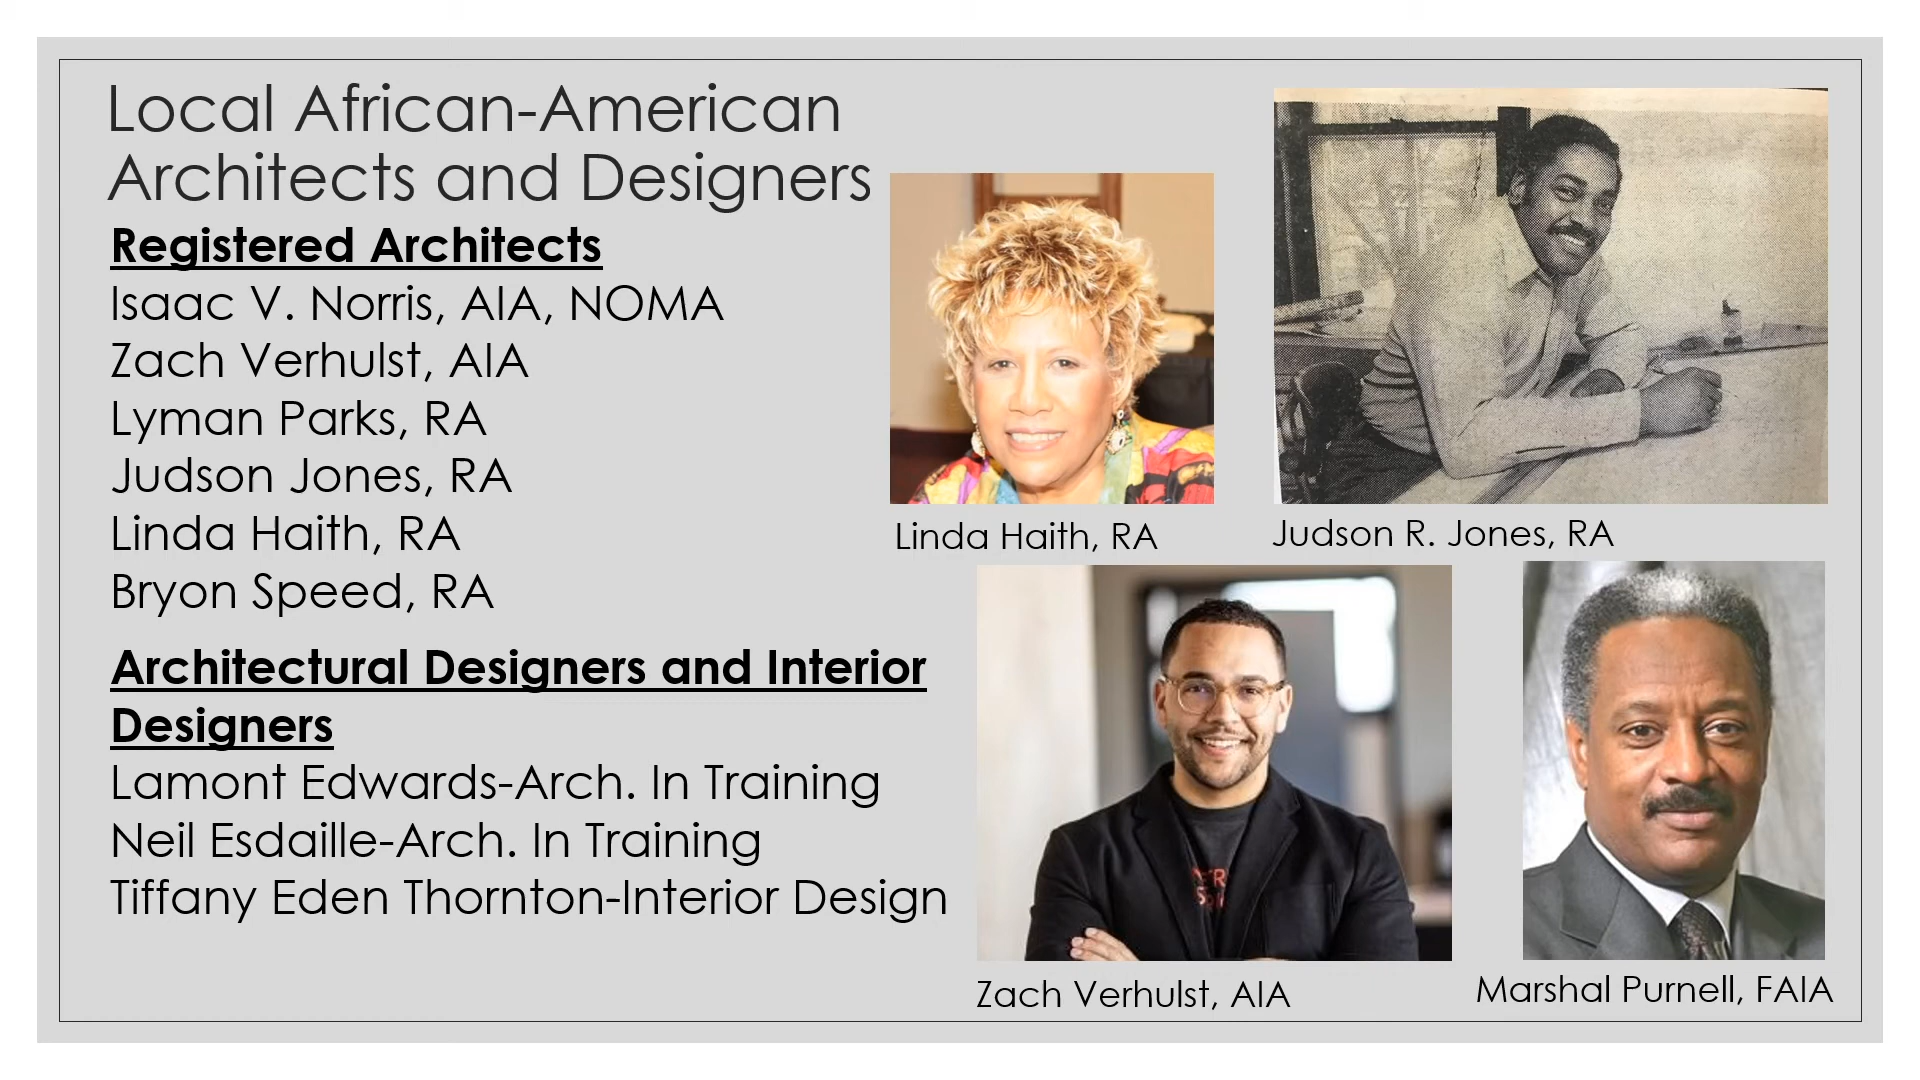 Local African-American
Architects and Designers
Registered Architects
Isaac V. Norris, AIA, NOMA
Zach Verhulst, AIA
Lyman Parks, RA
Judson Jones, RA
Linda Haith, RA
Bryon Speed, RA
Architectural Designers and Interior
Designers
Lamont Edwards-Arch. In Training
Neil Esdaille-Arch. In Training
Tiffany Eden Thornton-Interior Design
Linda Haith, RA
Judson R. Jones, RA
Zach Verhulst, AIA
Marshal Purnell, FAIA